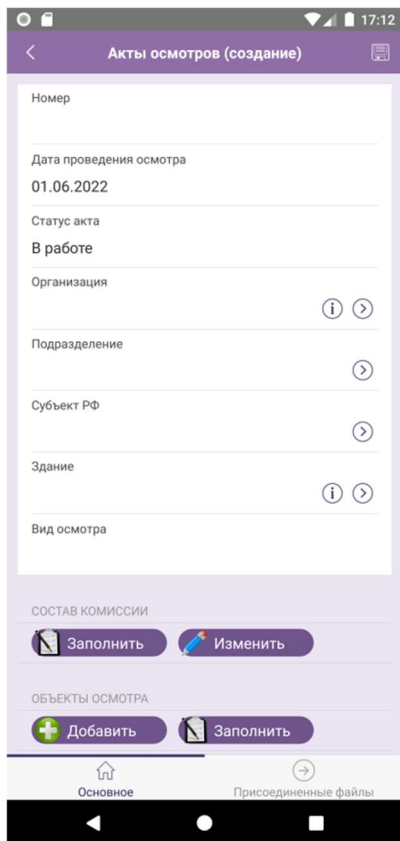 17:12
Акты осмотров (создание)
Номер
Дата проведения осмотра
01.06.2022
Статус акта
В работе
Организация
Подразделение
Субъект РФ
Здание
Вид осмотра
СОСТАВ КОМИССИИ
Заполнить Изменить
ОБЪЕКТЫ ОСМОТРА
Добавить Заполнить
Основное Присоединенные файлы